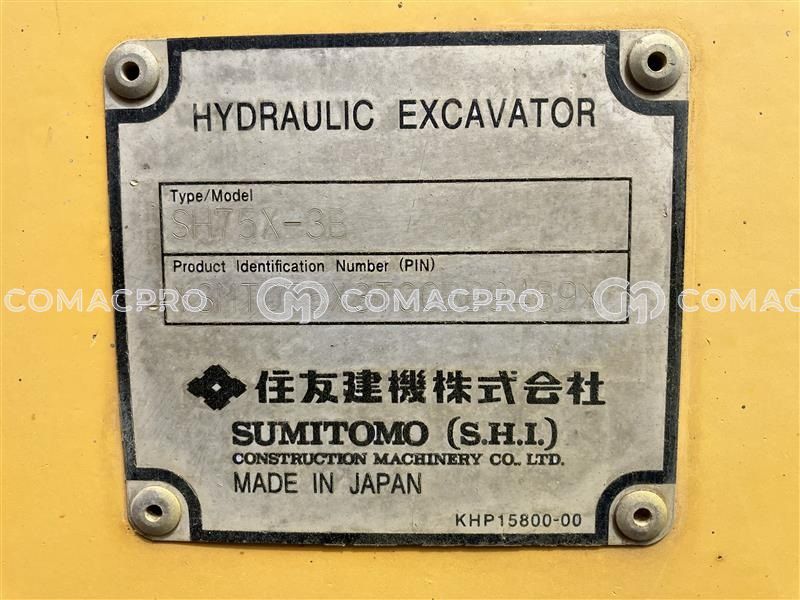 HYDRAULIC EXCAVATOR
Type/Model
SH75X-3B
Product Identification Number (PIN)
COMACPRO COMACPRO COMACPRO
住友建機株式会社
SUMITOMO (S.H.I.)
CONSTRUCTION MACHINERY CO., LTD.
MADE IN JAPAN
KHP15800-00